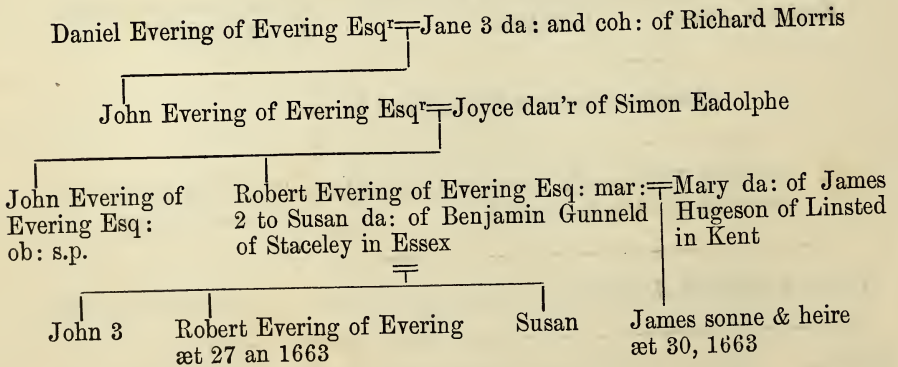 Daniel Evering of Evering Esqr Jane 3 da: and coh: of Richard Morris
John Evering of Evering Esqr Joyce dau'r of Simon Eadolphe
John Evering of
Evering Esq:
ob: s.p.
Robert Evering of Evering Esq: mar:
2 to Susan da: of Benjamin Gunneld
of Staceley in Essex
Mary da: of James
Hugeson of Linsted
in Kent
John 3
Robert Evering of Evering
æt 27 an 1663
Susan
James sonne & heire
æt 30, 1663